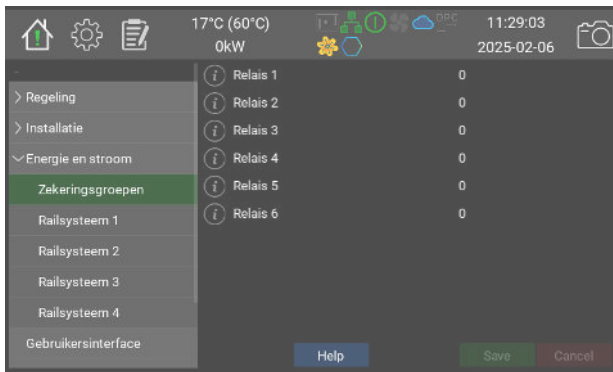 17°C (60°C)
0kW
DPC
11:29:03
2025-02-06
-
> Regeling
> Installatie
Energie en stroom
Zekeringsgroepen
Railsysteem 1
Railsysteem 2
Railsysteem 3
Railsysteem 4
Gebruikersinterface
i Relais 1 0
i Relais 2 0
i Relais 3 0
i Relais 4 0
i Relais 5 0
i Relais 6 0
Help
Save
Cancel